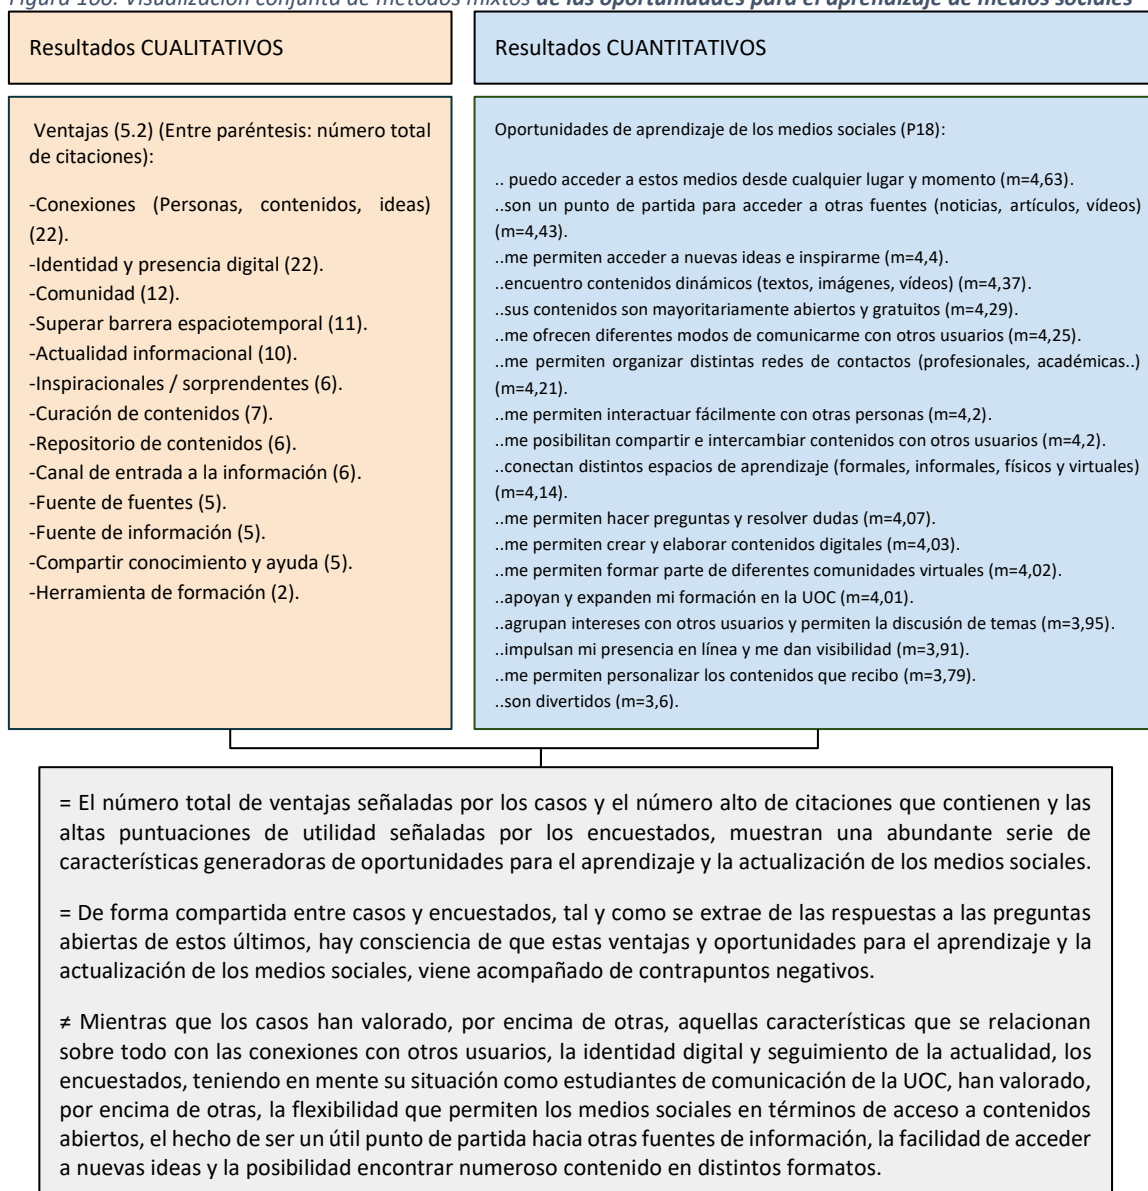 Figura 100. Visualización conjunta de métodos mixtos de las oportunidades para el aprendizaje de medios sociales
Resultados CUALITATIVOS
Ventajas (5.2) (Entre paréntesis: número total
de citaciones):
-Conexiones (Personas, contenidos, ideas)
(22).
-Identidad y presencia digital (22).
-Comunidad (12).
-Superar barrera espaciotemporal (11).
-Actualidad informacional (10).
-Inspiracionales / sorprendentes (6).
-Curación de contenidos (7).
-Repositorio de contenidos (6).
-Canal de entrada a la información (6).
-Fuente de fuentes (5).
-Fuente de información (5).
-Compartir conocimiento y ayuda (5).
-Herramienta de formación (2).
Resultados CUANTITATIVOS
Oportunidades de aprendizaje de los medios sociales (P18):
.. puedo acceder a estos medios desde cualquier lugar y momento (m=4,63).
..son un punto de partida para acceder a otras fuentes (noticias, artículos, vídeos)
(m=4,43).
..me permiten acceder a nuevas ideas e inspirarme (m=4,4).
..encuentro contenidos dinámicos (textos, imágenes, vídeos) (m=4,37).
..sus contenidos son mayoritariamente abiertos y gratuitos (m=4,29).
..me ofrecen diferentes modos de comunicarme con otros usuarios (m=4,25).
..me permiten organizar distintas redes de contactos (profesionales, académicas..)
(m=4,21).
..me permiten interactuar fácilmente con otras personas (m=4,2).
..me posibilitan compartir e intercambiar contenidos con otros usuarios (m=4,2).
..conectan distintos espacios de aprendizaje (formales, informales, físicos y virtuales)
(m=4,14).
..me permiten hacer preguntas y resolver dudas (m=4,07).
..me permiten crear y elaborar contenidos digitales (m=4,03).
..me permiten formar parte de diferentes comunidades virtuales (m=4,02).
..apoyan y expanden mi formación en la UOC (m=4,01).
..agrupan intereses con otros usuarios y permiten la discusión de temas (m=3,95).
..impulsan mi presencia en línea y me dan visibilidad (m=3,91).
..me permiten personalizar los contenidos que recibo (m=3,79).
..son divertidos (m=3,6).
= El número total de ventajas señaladas por los casos y el número alto de citaciones que contienen y las
altas puntuaciones de utilidad señaladas por los encuestados, muestran una abundante serie de
características generadoras de oportunidades para el aprendizaje y la actualización de los medios sociales.
= De forma compartida entre casos y encuestados, tal y como se extrae de las respuestas a las preguntas
abiertas de estos últimos, hay consciencia de que estas ventajas y oportunidades para el aprendizaje y la
actualización de los medios sociales, viene acompañado de contrapuntos negativos.
≠ Mientras que los casos han valorado, por encima de otras, aquellas características que se relacionan
sobre todo con las conexiones con otros usuarios, la identidad digital y seguimiento de la actualidad, los
encuestados, teniendo en mente su situación como estudiantes de comunicación de la UOC, han valorado,
por encima de otras, la flexibilidad que permiten los medios sociales en términos de acceso a contenidos
abiertos, el hecho de ser un útil punto de partida hacia otras fuentes de información, la facilidad de acceder
a nuevas ideas y la posibilidad encontrar numeroso contenido en distintos formatos.